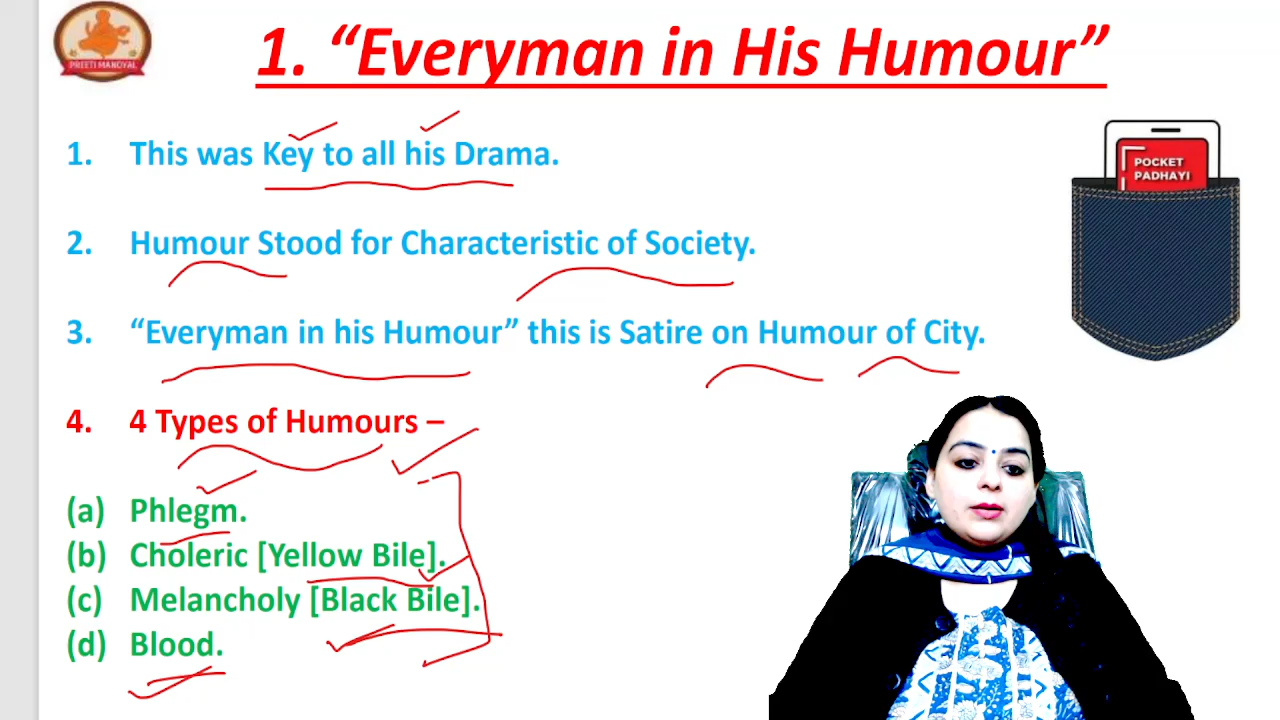 PREETI MANDYAL
1. “Everyman in His Humour”
1. This was Key to all his Drama.
POCKET
PADHAYI
2. Humour Stood for Characteristic of Society.
3. “Everyman in his Humour” this is Satire on Humour of City.
4. 4 Types of Humours –
(a) Phlegm.
(b) Choleric [Yellow Bile].
(c) Melancholy [Black Bile].
(d) Blood.